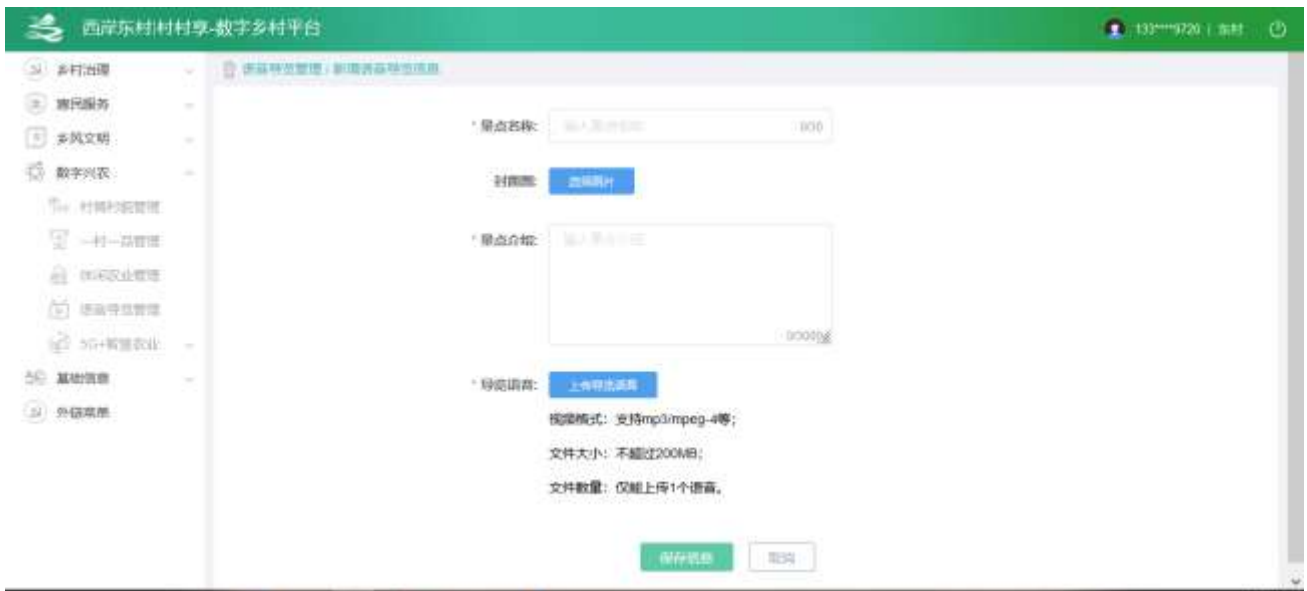 西岸东村|村村享-数字乡村平台
133****9720 | 东村
乡村治理
惠民服务
乡风文明
数字兴农
村情村貌管理
一村一品管理
休闲农业管理
语音导览管理
5G+智慧农业
基础信息
外链菜单
语音导览管理 / 新增语音导览信息
* 景点名称:
封面图:
选择图片
* 景点介绍:
* 导览语音:
上传导览语音
视频格式：支持mp3/mpeg-4等；
文件大小：不超过200MB；
文件数量：仅能上传1个语音。
保存信息
取消